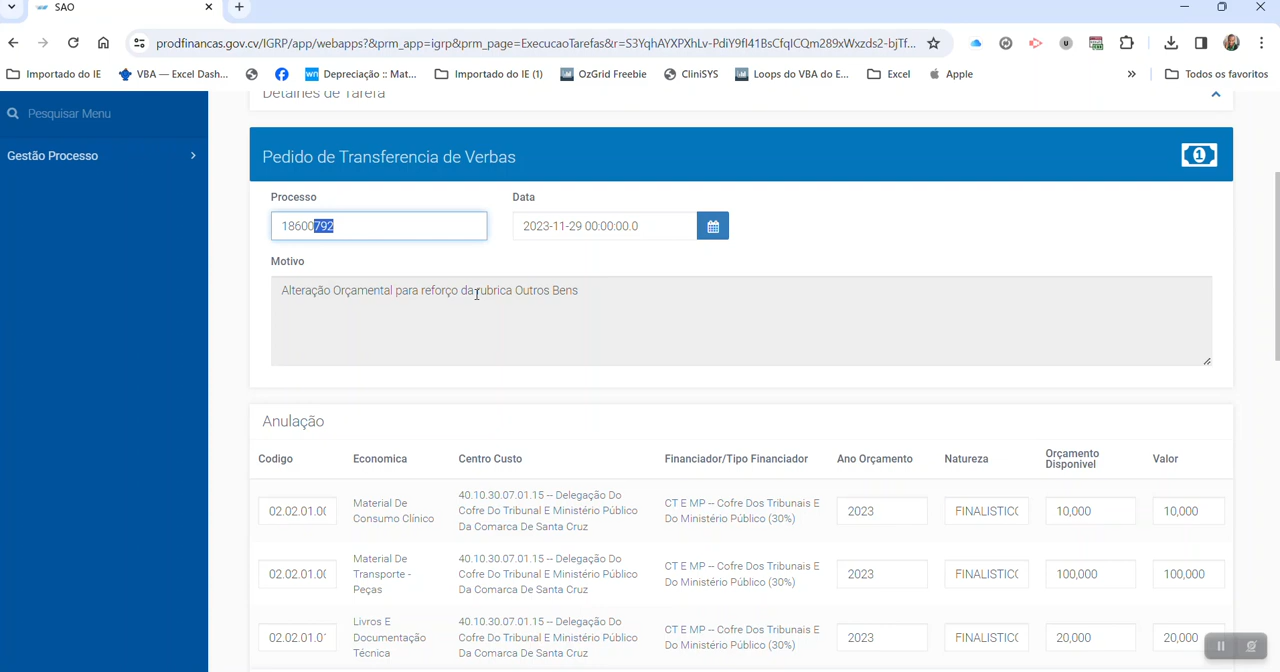 SAO
prodfinancas.gov.cv/IGRP/app/webapps?&prm_app=igrp&prm_page=ExecucaoTarefas&r=S3YqhAYXPXhLv-PdiY9fI41BsCfqICQm289xWxzds2-bjTf...
Importado do IE
VBA — Excel Dash...
Depreciação :: Mat...
Importado do IE (1)
OzGrid Freebie
CliniSYS
Loops do VBA do E...
Excel
Apple
»
Todos os favoritos
Pesquisar Menu
Gestão Processo
Detalhes de Tarefa
Pedido de Transferencia de Verbas
Processo
Data
18600792
2023-11-29 00:00:00.0
Motivo
Alteração Orçamental para reforço da rubrica Outros Bens
Anulação
Codigo
Economica
Centro Custo
Financiador/Tipo Financiador
Ano Orçamento
Natureza
Orçamento
Disponivel
Valor
02.02.01.00
Material De
Consumo Clínico
40.10.30.07.01.15 -- Delegação Do
Cofre Do Tribunal E Ministério Público
Da Comarca De Santa Cruz
CT E MP -- Cofre Dos Tribunais E
Do Ministério Público (30%)
2023
FINALISTICO
10,000
10,000
02.02.01.00
Material De
Transporte -
Peças
40.10.30.07.01.15 -- Delegação Do
Cofre Do Tribunal E Ministério Público
Da Comarca De Santa Cruz
CT E MP -- Cofre Dos Tribunais E
Do Ministério Público (30%)
2023
FINALISTICO
100,000
100,000
02.02.01.0
Livros E
Documentação
Técnica
40.10.30.07.01.15 -- Delegação Do
Cofre Do Tribunal E Ministério Público
Da Comarca De Santa Cruz
CT E MP -- Cofre Dos Tribunais E
Do Ministério Público (30%)
2023
FINALISTICO
20,000
20,000